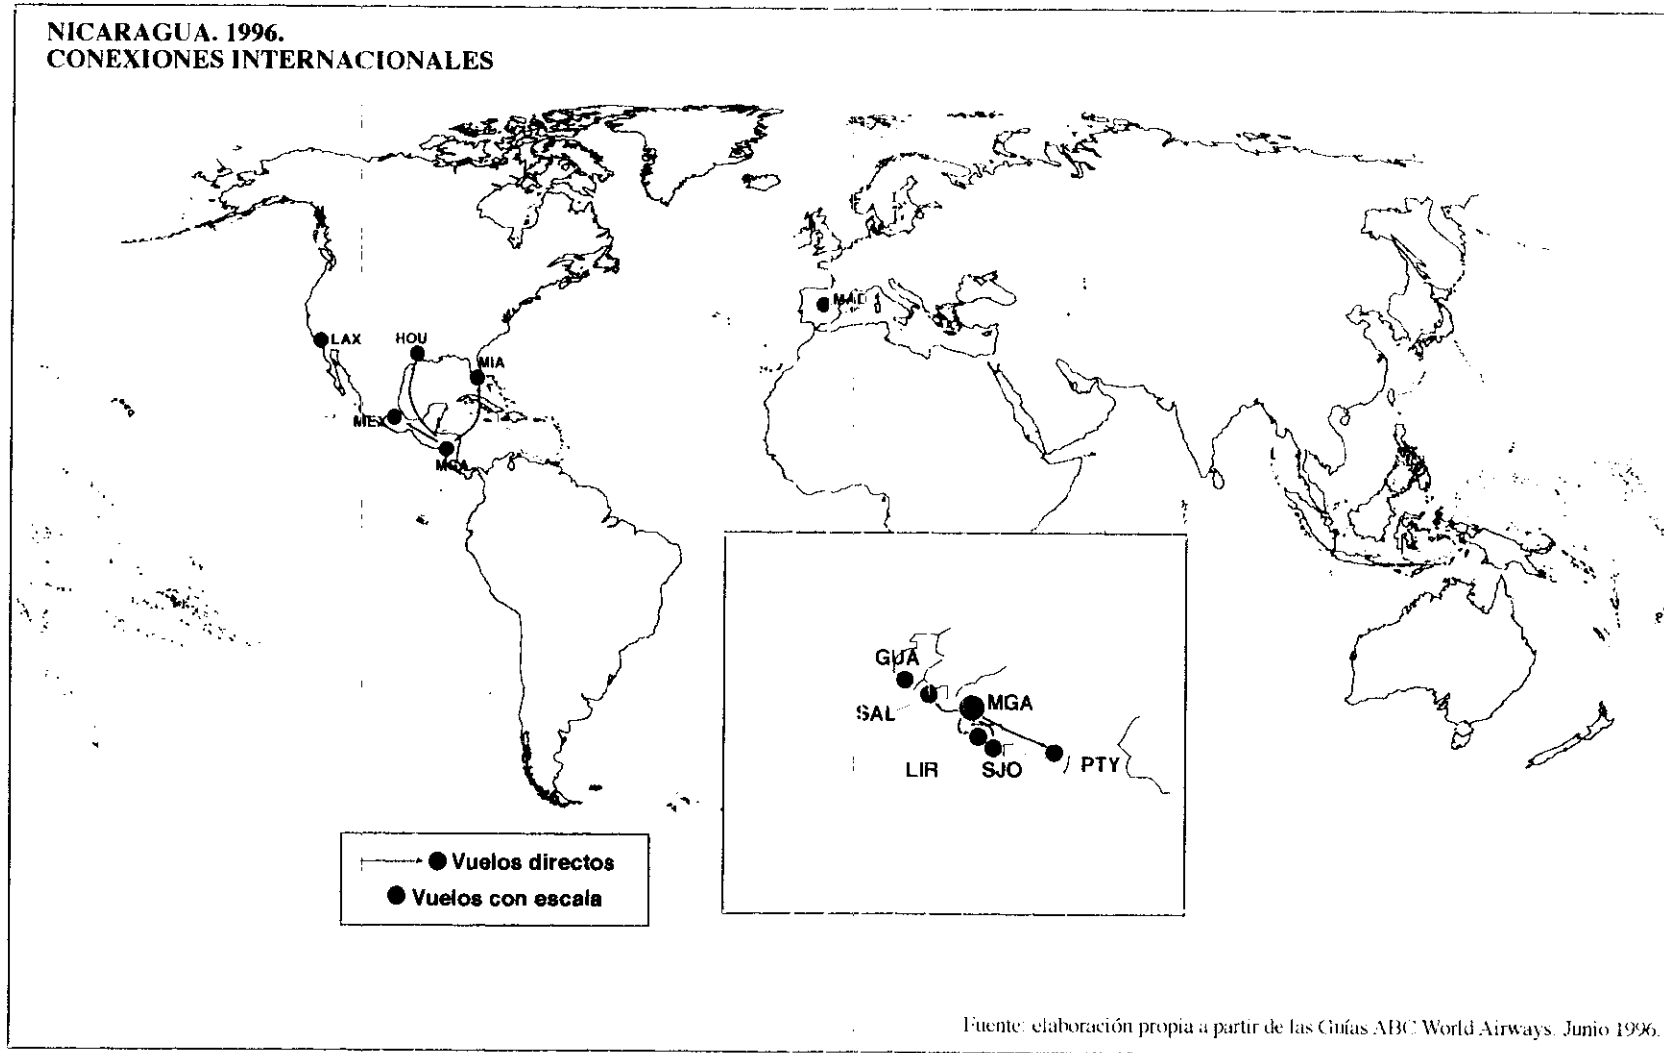 NICARAGUA. 1996.
CONEXIONES INTERNACIONALES
MAD
LAX
HOU
MIA
MEX
MGA
GUA
SAL
MGA
LIR
SJO
PTY
Vuelos directos
Vuelos con escala
Fuente: elaboración propia a partir de las Guías ABC World Airways. Junio 1996.